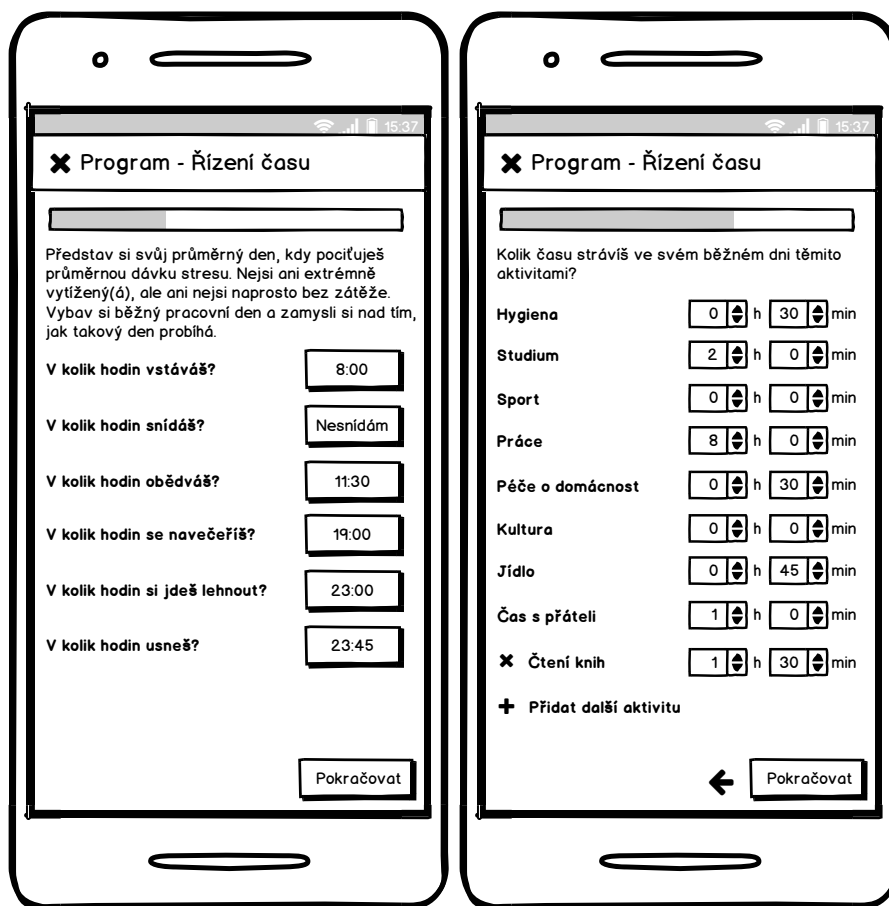 15:37
Program - Řízení času
Představ si svůj průměrný den, kdy pociťuješ
průměrnou dávku stresu. Nejsi ani extrémně
vytížený(á), ale ani nejsi naprosto bez zátěže.
Vybav si běžný pracovní den a zamysli si nad tím,
jak takový den probíhá.
V kolik hodin vstáváš? 8:00
V kolik hodin snídáš? Nesnídám
V kolik hodin obědváš? 11:30
V kolik hodin se navečeříš? 19:00
V kolik hodin si jdeš lehnout? 23:00
V kolik hodin usneš? 23:45
Pokračovat
15:37
Program - Řízení času
Kolik času strávíš ve svém běžném dni těmito
aktivitami?
Hygiena 0 h 30 min
Studium 2 h 0 min
Sport 0 h 0 min
Práce 8 h 0 min
Péče o domácnost 0 h 30 min
Kultura 0 h 0 min
Jídlo 0 h 45 min
Čas s přáteli 1 h 0 min
Čtení knih 1 h 30 min
Přidat další aktivitu
Pokračovat